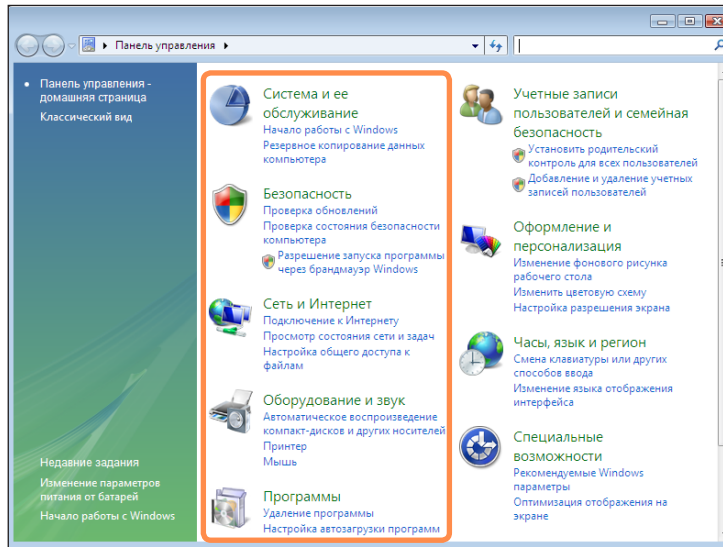 Панель управления
Панель управления -
домашняя страница
Классический вид
Система и ее
обслуживание
Начало работы с Windows
Резервное копирование данных
компьютера
Безопасность
Проверка обновлений
Проверка состояния безопасности
компьютера
Разрешение запуска программы
через брандмауэр Windows
Сеть и Интернет
Подключение к Интернету
Просмотр состояния сети и задач
Настройка общего доступа к
файлам
Оборудование и звук
Автоматическое воспроизведение
компакт-дисков и других носителей
Принтер
Мышь
Программы
Удаление программы
Настройка автозагрузки программ
Учетные записи
пользователей и семейная
безопасность
Установить родительский
контроль для всех пользователей
Добавление и удаление учетных
записей пользователей
Оформление и
персонализация
Изменение фонового рисунка
рабочего стола
Изменить цветовую схему
Настройка разрешения экрана
Часы, язык и регион
Смена клавиатуры или других
способов ввода
Изменение языка отображения
интерфейса
Специальные
возможности
Рекомендуемые Windows
параметры
Оптимизация отображения на
экране
Недавние задания
Изменение параметров
питания от батарей
Начало работы с Windows